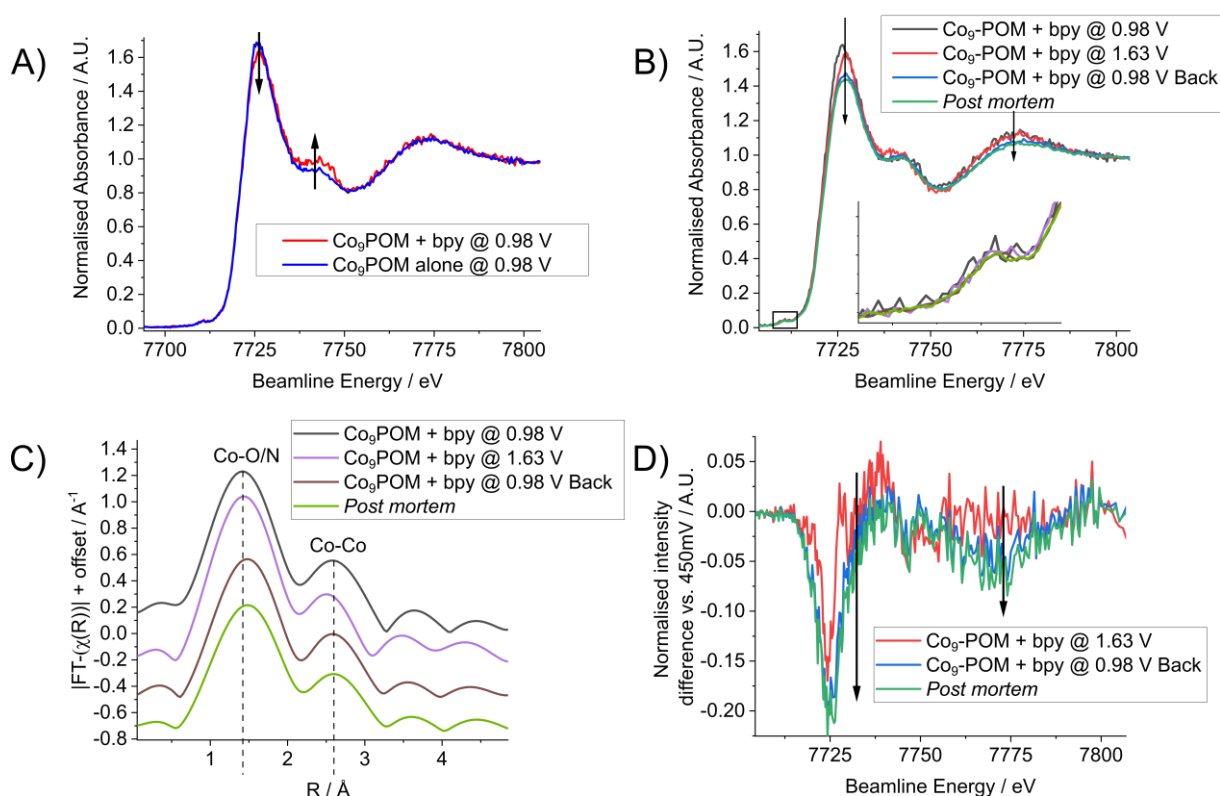 A)
Normalised Absorbance / A.U.
1.6
1.4
1.2
1.0
0.8
0.6
0.4
0.2
0.0
Co₉POM + bpy @ 0.98 V
Co₉POM alone @ 0.98 V
7700 7725 7750 7775 7800
Beamline Energy / eV
B)
Normalised Absorbance / A.U.
1.8
1.6
1.4
1.2
1.0
0.8
0.6
0.4
0.2
0.0
Co₉-POM + bpy @ 0.98 V
Co₉-POM + bpy @ 1.63 V
Co₉-POM + bpy @ 0.98 V Back
Post mortem
7725 7750 7775 7800
Beamline Energy / eV
C)
|FT-(χ(R))| + offset / A⁻¹
1.4
1.2
1.0
0.8
0.6
0.4
0.2
0.0
-0.2
-0.4
-0.6
-0.8
Co-O/N
Co-Co
Co₉POM + bpy @ 0.98 V
Co₉POM + bpy @ 1.63 V
Co₉POM + bpy @ 0.98 V Back
Post mortem
1 2 3 4
R / Å
D)
Normalised intensity
difference vs. 450mV / A.U.
0.05
0.00
-0.05
-0.10
-0.15
-0.20
Co₉-POM + bpy @ 1.63 V
Co₉-POM + bpy @ 0.98 V Back
Post mortem
7725 7750 7775 7800
Beamline Energy / eV